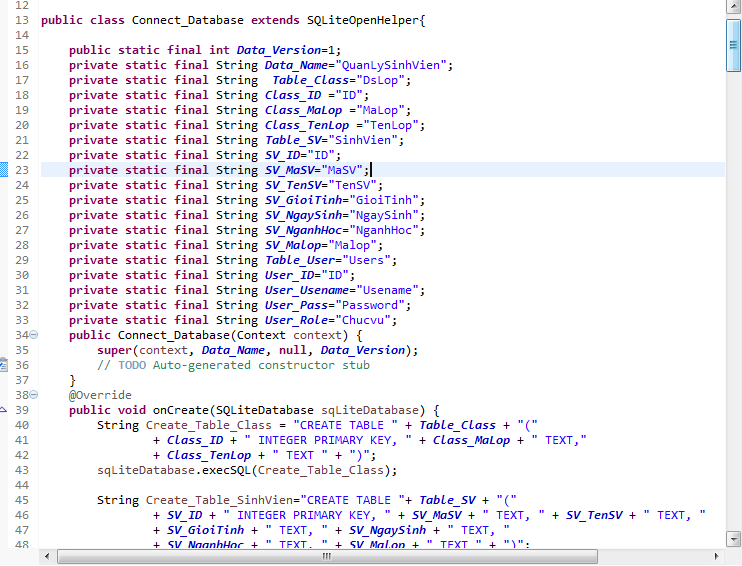 12
13 public class Connect_Database extends SQLiteOpenHelper{
14
15     public static final int Data_Version=1;
16     private static final String Data_Name="QuanLySinhVien";
17     private static final String  Table_Class="DsLop";
18     private static final String Class_ID ="ID";
19     private static final String Class_MaLop ="MaLop";
20     private static final String Class_TenLop ="TenLop";
21     private static final String Table_SV="SinhVien";
22     private static final String SV_ID="ID";
23     private static final String SV_MaSV="MaSV";
24     private static final String SV_TenSV="TenSV";
25     private static final String SV_GioiTinh="GioiTinh";
26     private static final String SV_NgaySinh="NgaySinh";
27     private static final String SV_NganhHoc="NganhHoc";
28     private static final String SV_Malop="Malop";
29     private static final String Table_User="Users";
30     private static final String User_ID="ID";
31     private static final String User_Usename="Usename";
32     private static final String User_Pass="Password";
33     private static final String User_Role="Chucvu";
34     public Connect_Database(Context context) {
35         super(context, Data_Name, null, Data_Version);
36         // TODO Auto-generated constructor stub
37     }
38     @Override
39     public void onCreate(SQLiteDatabase sqLiteDatabase) {
40         String Create_Table_Class = "CREATE TABLE " + Table_Class + "("
41                 + Class_ID + " INTEGER PRIMARY KEY, " + Class_MaLop + " TEXT,"
42                 + Class_TenLop + " TEXT " + ")";
43         sqLiteDatabase.execSQL(Create_Table_Class);
44
45         String Create_Table_SinhVien="CREATE TABLE "+ Table_SV + "("
46                 + SV_ID + " INTEGER PRIMARY KEY, " + SV_MaSV + " TEXT, " + SV_TenSV + " TEXT, "
47                 + SV_GioiTinh + " TEXT, " + SV_NgaySinh + " TEXT, "
48                 + SV_NganhHoc + " TEXT, " + SV_Malop + " TEXT " + ")";